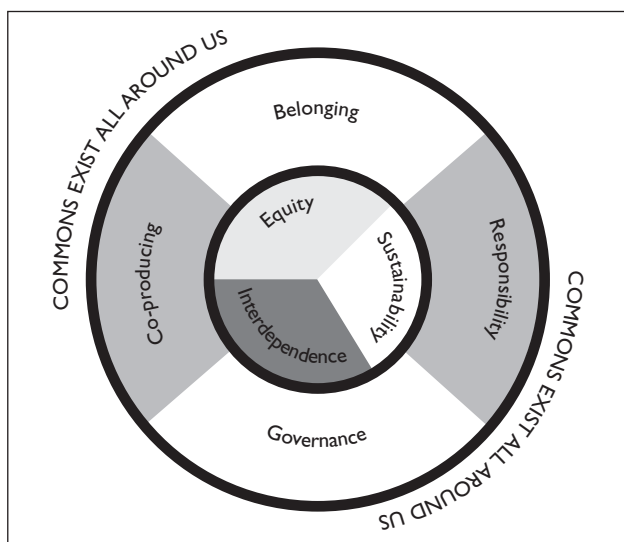 COMMONS EXIST ALL AROUND US
Belonging
Equity
Sustainability
Interdependence
Co-producing
Responsibility
Governance
COMMONS EXIST ALL AROUND US